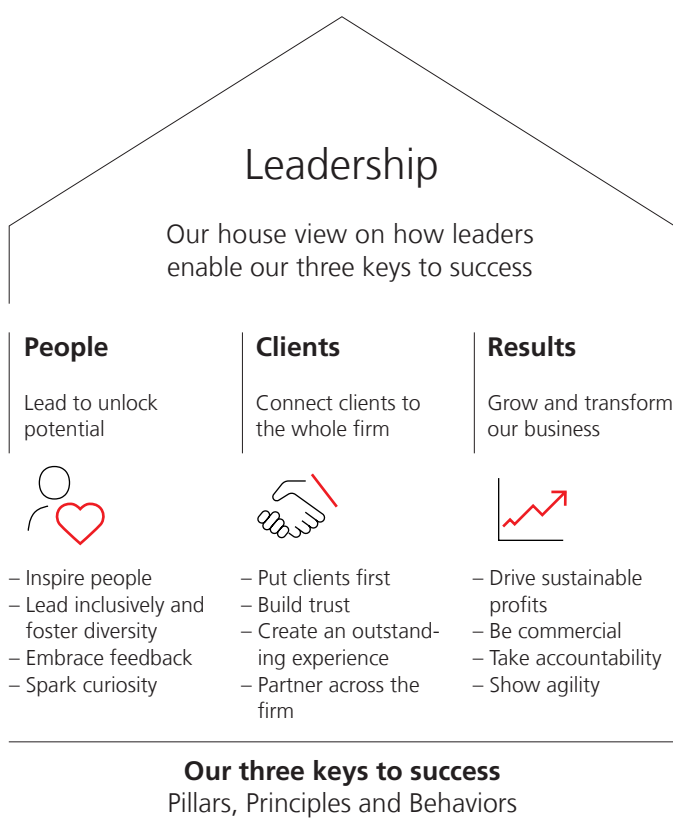 Leadership
Our house view on how leaders
enable our three keys to success
People
Lead to unlock
potential
– Inspire people
– Lead inclusively and
foster diversity
– Embrace feedback
– Spark curiosity
Clients
Connect clients to
the whole firm
– Put clients first
– Build trust
– Create an outstand-
ing experience
– Partner across the
firm
Results
Grow and transform
our business
– Drive sustainable
profits
– Be commercial
– Take accountability
– Show agility
Our three keys to success
Pillars, Principles and Behaviors